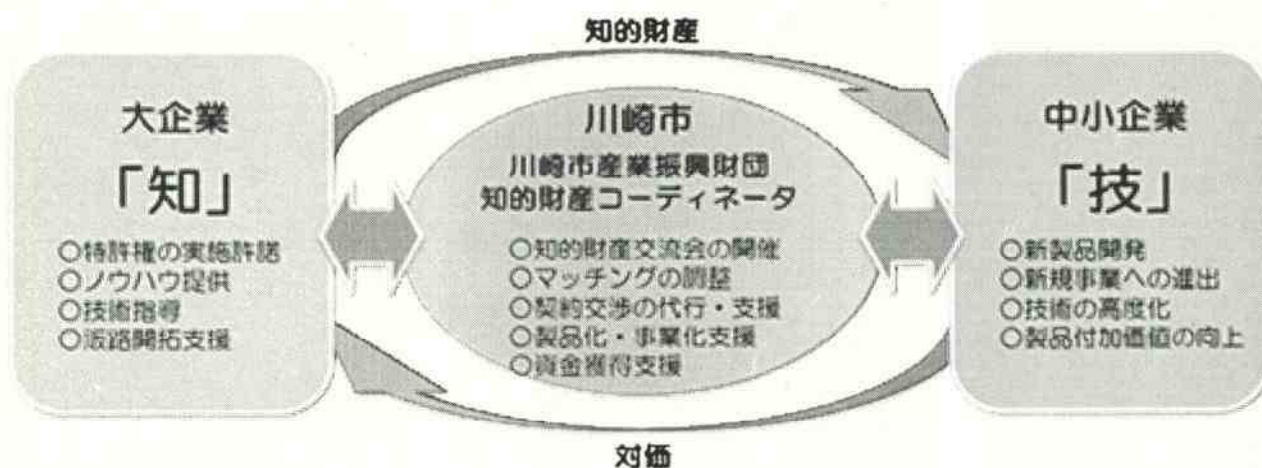 知的財産
大企業
「知」
○特許権の実施許諾
○ノウハウ提供
○技術指導
○販路開拓支援
川崎市
川崎市産業振興財団
知的財産コーディネータ
○知的財産交流会の開催
○マッチングの調整
○契約交渉の代行・支援
○製品化・事業化支援
○資金獲得支援
中小企業
「技」
○新製品開発
○新規事業への進出
○技術の高度化
○製品付加価値の向上
対価